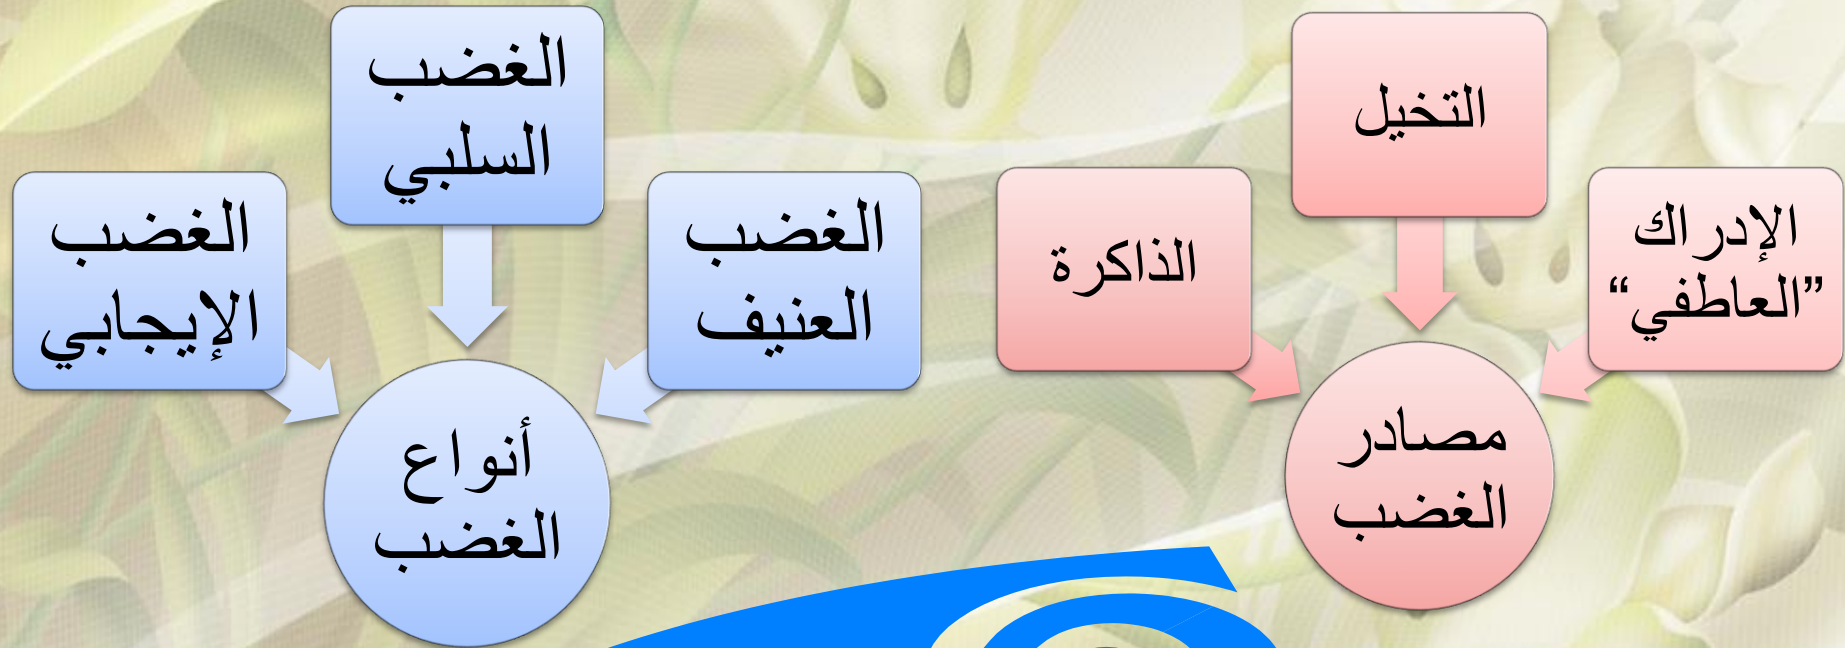 التخيل
الإدراك
”العاطفي“
الذاكرة
مصادر
الغضب
الغضب
السلبي
الغضب
العنيف
الغضب
الإيجابي
أنواع
الغضب